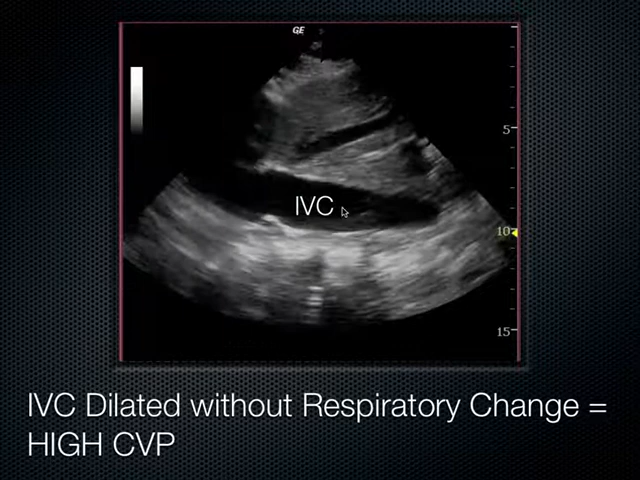 GE
5
IVC
10
15
IVC Dilated without Respiratory Change =
HIGH CVP